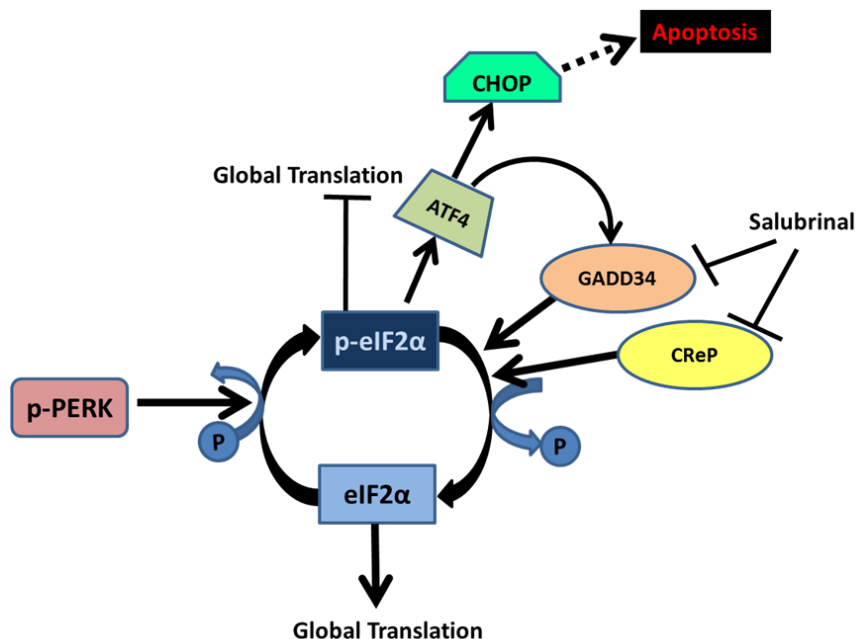 Apoptosis
CHOP
Global Translation
ATF4
Salubrinal
GADD34
p-eIF2α
CReP
p-PERK
P
P
eIF2α
Global Translation